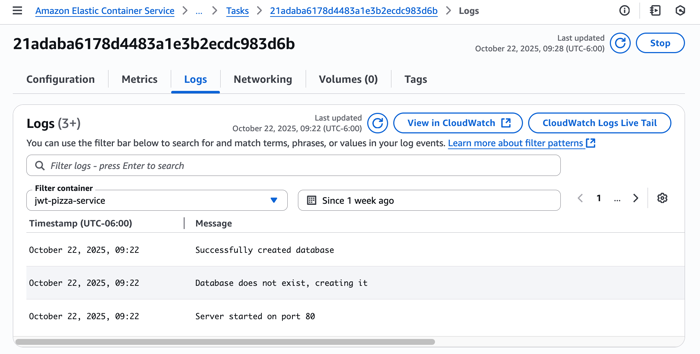 Amazon Elastic Container Service > ... > Tasks > 21adaba6178d4483a1e3b2ecdc983d6b > Logs
21adaba6178d4483a1e3b2ecdc983d6b
Last updated
October 22, 2025, 09:28 (UTC-6:00)
Stop
Configuration Metrics Logs Networking Volumes (0) Tags
Logs (3+)
Last updated
October 22, 2025, 09:22 (UTC-6:00)
View in CloudWatch
CloudWatch Logs Live Tail
You can use the filter bar below to search for and match terms, phrases, or values in your log events. Learn more about filter patterns
Filter logs - press Enter to search
Filter container
jwt-pizza-service
Since 1 week ago
1 ...
Timestamp (UTC-06:00) Message
October 22, 2025, 09:22 Successfully created database
October 22, 2025, 09:22 Database does not exist, creating it
October 22, 2025, 09:22 Server started on port 80